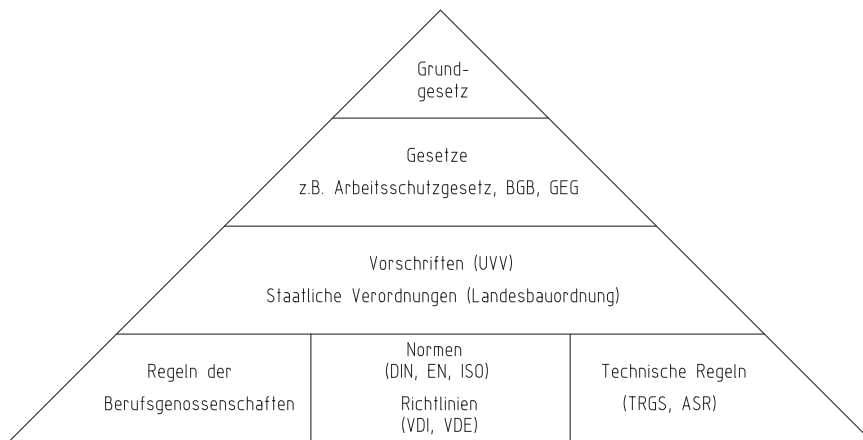 Grund-
gesetz
Gesetze
z.B. Arbeitsschutzgesetz, BGB, GEG
Vorschriften (UVV)
Staatliche Verordnungen (Landesbauordnung)
Regeln der
Berufsgenossenschaften
Normen
(DIN, EN, ISO)
Richtlinien
(VDI, VDE)
Technische Regeln
(TRGS, ASR)